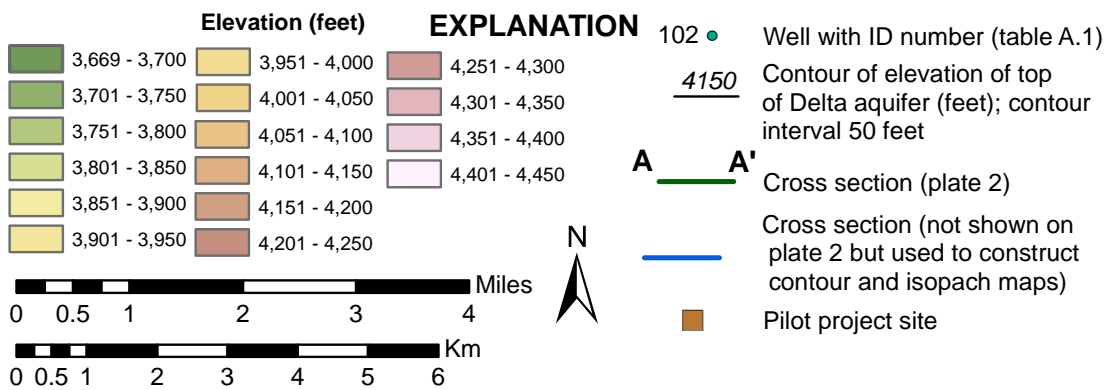 EXPLANATION
Elevation (feet)
3,669 - 3,700
3,701 - 3,750
3,751 - 3,800
3,801 - 3,850
3,851 - 3,900
3,901 - 3,950
3,951 - 4,000
4,001 - 4,050
4,051 - 4,100
4,101 - 4,150
4,151 - 4,200
4,201 - 4,250
4,251 - 4,300
4,301 - 4,350
4,351 - 4,400
4,401 - 4,450
Miles
0 0.5 1 2 3 4
Km
0 0.5 1 2 3 4 5 6
N
102 Well with ID number (table A.1)
4150 Contour of elevation of top
of Delta aquifer (feet); contour
interval 50 feet
A A'
Cross section (plate 2)
Cross section (not shown on
plate 2 but used to construct
contour and isopach maps)
Pilot project site